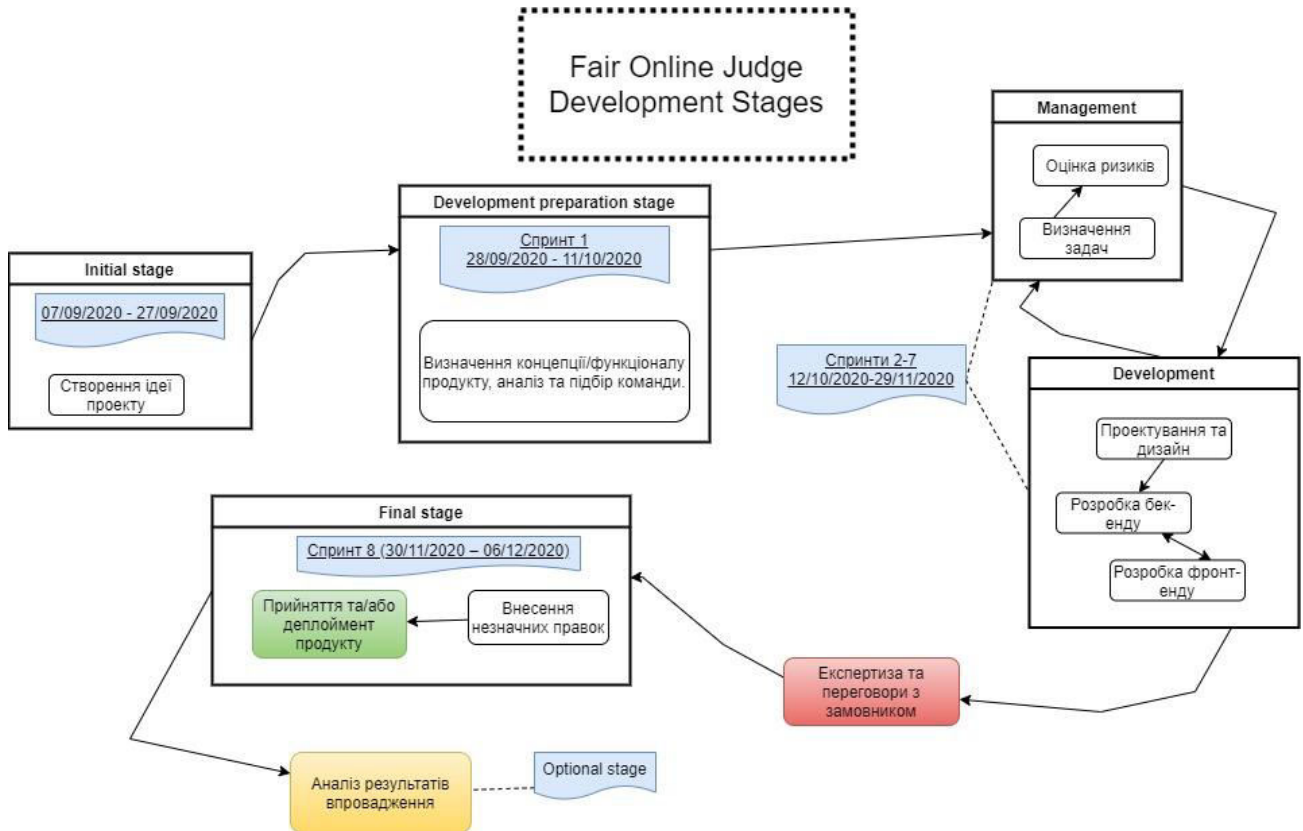 Fair Online Judge
Development Stages
Management
Оцінка ризиків
Визначення
задач
Development preparation stage
Спринт 1
28/09/2020 - 11/10/2020
Визначення концепції/функціоналу
продукту, аналіз та підбір команди.
Initial stage
07/09/2020 - 27/09/2020
Створення ідеї
проекту
Спринти 2-7
12/10/2020-29/11/2020
Development
Проектування та
дизайн
Розробка бек-
енду
Розробка фронт-
енду
Final stage
Спринт 8 (30/11/2020 – 06/12/2020)
Прийняття та/або
деплоймент
продукту
Внесення
незначних правок
Експертиза та
переговори з
замовником
Аналіз результатів
впровадження
Optional stage